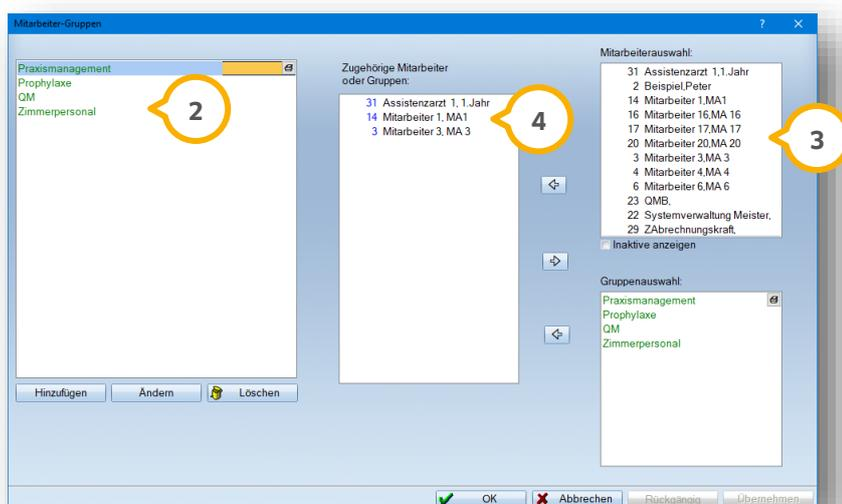 Mitarbeiter-Gruppen
Praxismanagement
Prophylaxe
QM
Zimmerpersonal
2
Hinzufügen
Ändern
Löschen
Zugehörige Mitarbeiter
oder Gruppen:
31 Assistenzarzt 1, 1.Jahr
14 Mitarbeiter 1, MA1
3 Mitarbeiter 3, MA 3
4
Mitarbeiterauswahl:
31 Assistenzarzt 1,1.Jahr
2 Beispiel,Peter
14 Mitarbeiter 1,MA1
16 Mitarbeiter 16,MA 16
17 Mitarbeiter 17,MA 17
20 Mitarbeiter 20,MA 20
3 Mitarbeiter 3,MA 3
4 Mitarbeiter 4,MA 4
6 Mitarbeiter 6,MA 6
23 QMB,
22 Systemverwaltung Meister,
29 ZAbrechnungskraft,
3
Inaktive anzeigen
Gruppenauswahl:
Praxismanagement
Prophylaxe
QM
Zimmerpersonal
OK
Abbrechen
Rückgängig
Übernehmen